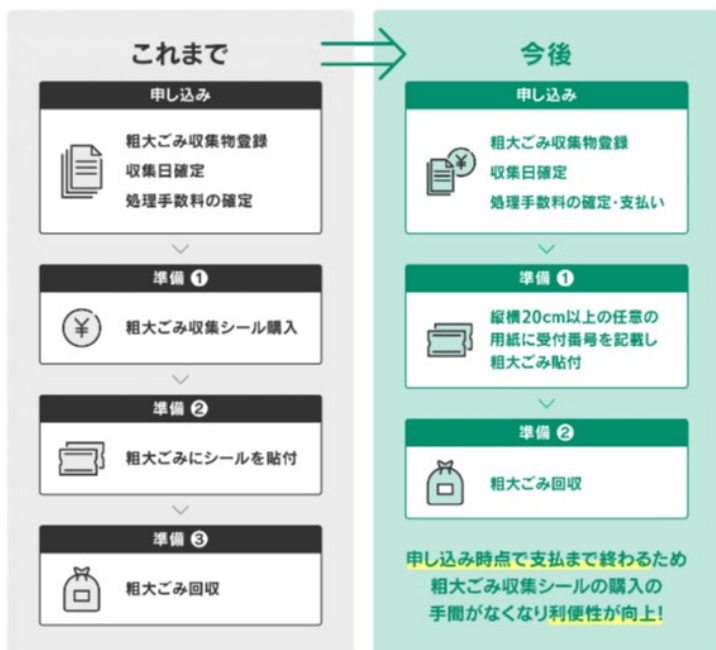 これまで
申し込み
粗大ごみ収集物登録
収集日確定
処理手数料の確定
準備 ❶
¥
粗大ごみ収集シール購入
準備 ❷
粗大ごみにシールを貼付
準備 ❸
粗大ごみ回収
今後
申し込み
¥
粗大ごみ収集物登録
収集日確定
処理手数料の確定・支払い
準備 ❶
縦横20cm以上の任意の
用紙に受付番号を記載し
粗大ごみ貼付
準備 ❷
粗大ごみ回収
申し込み時点で支払まで終わるため
粗大ごみ収集シールの購入の
手間がなくなり利便性が向上!